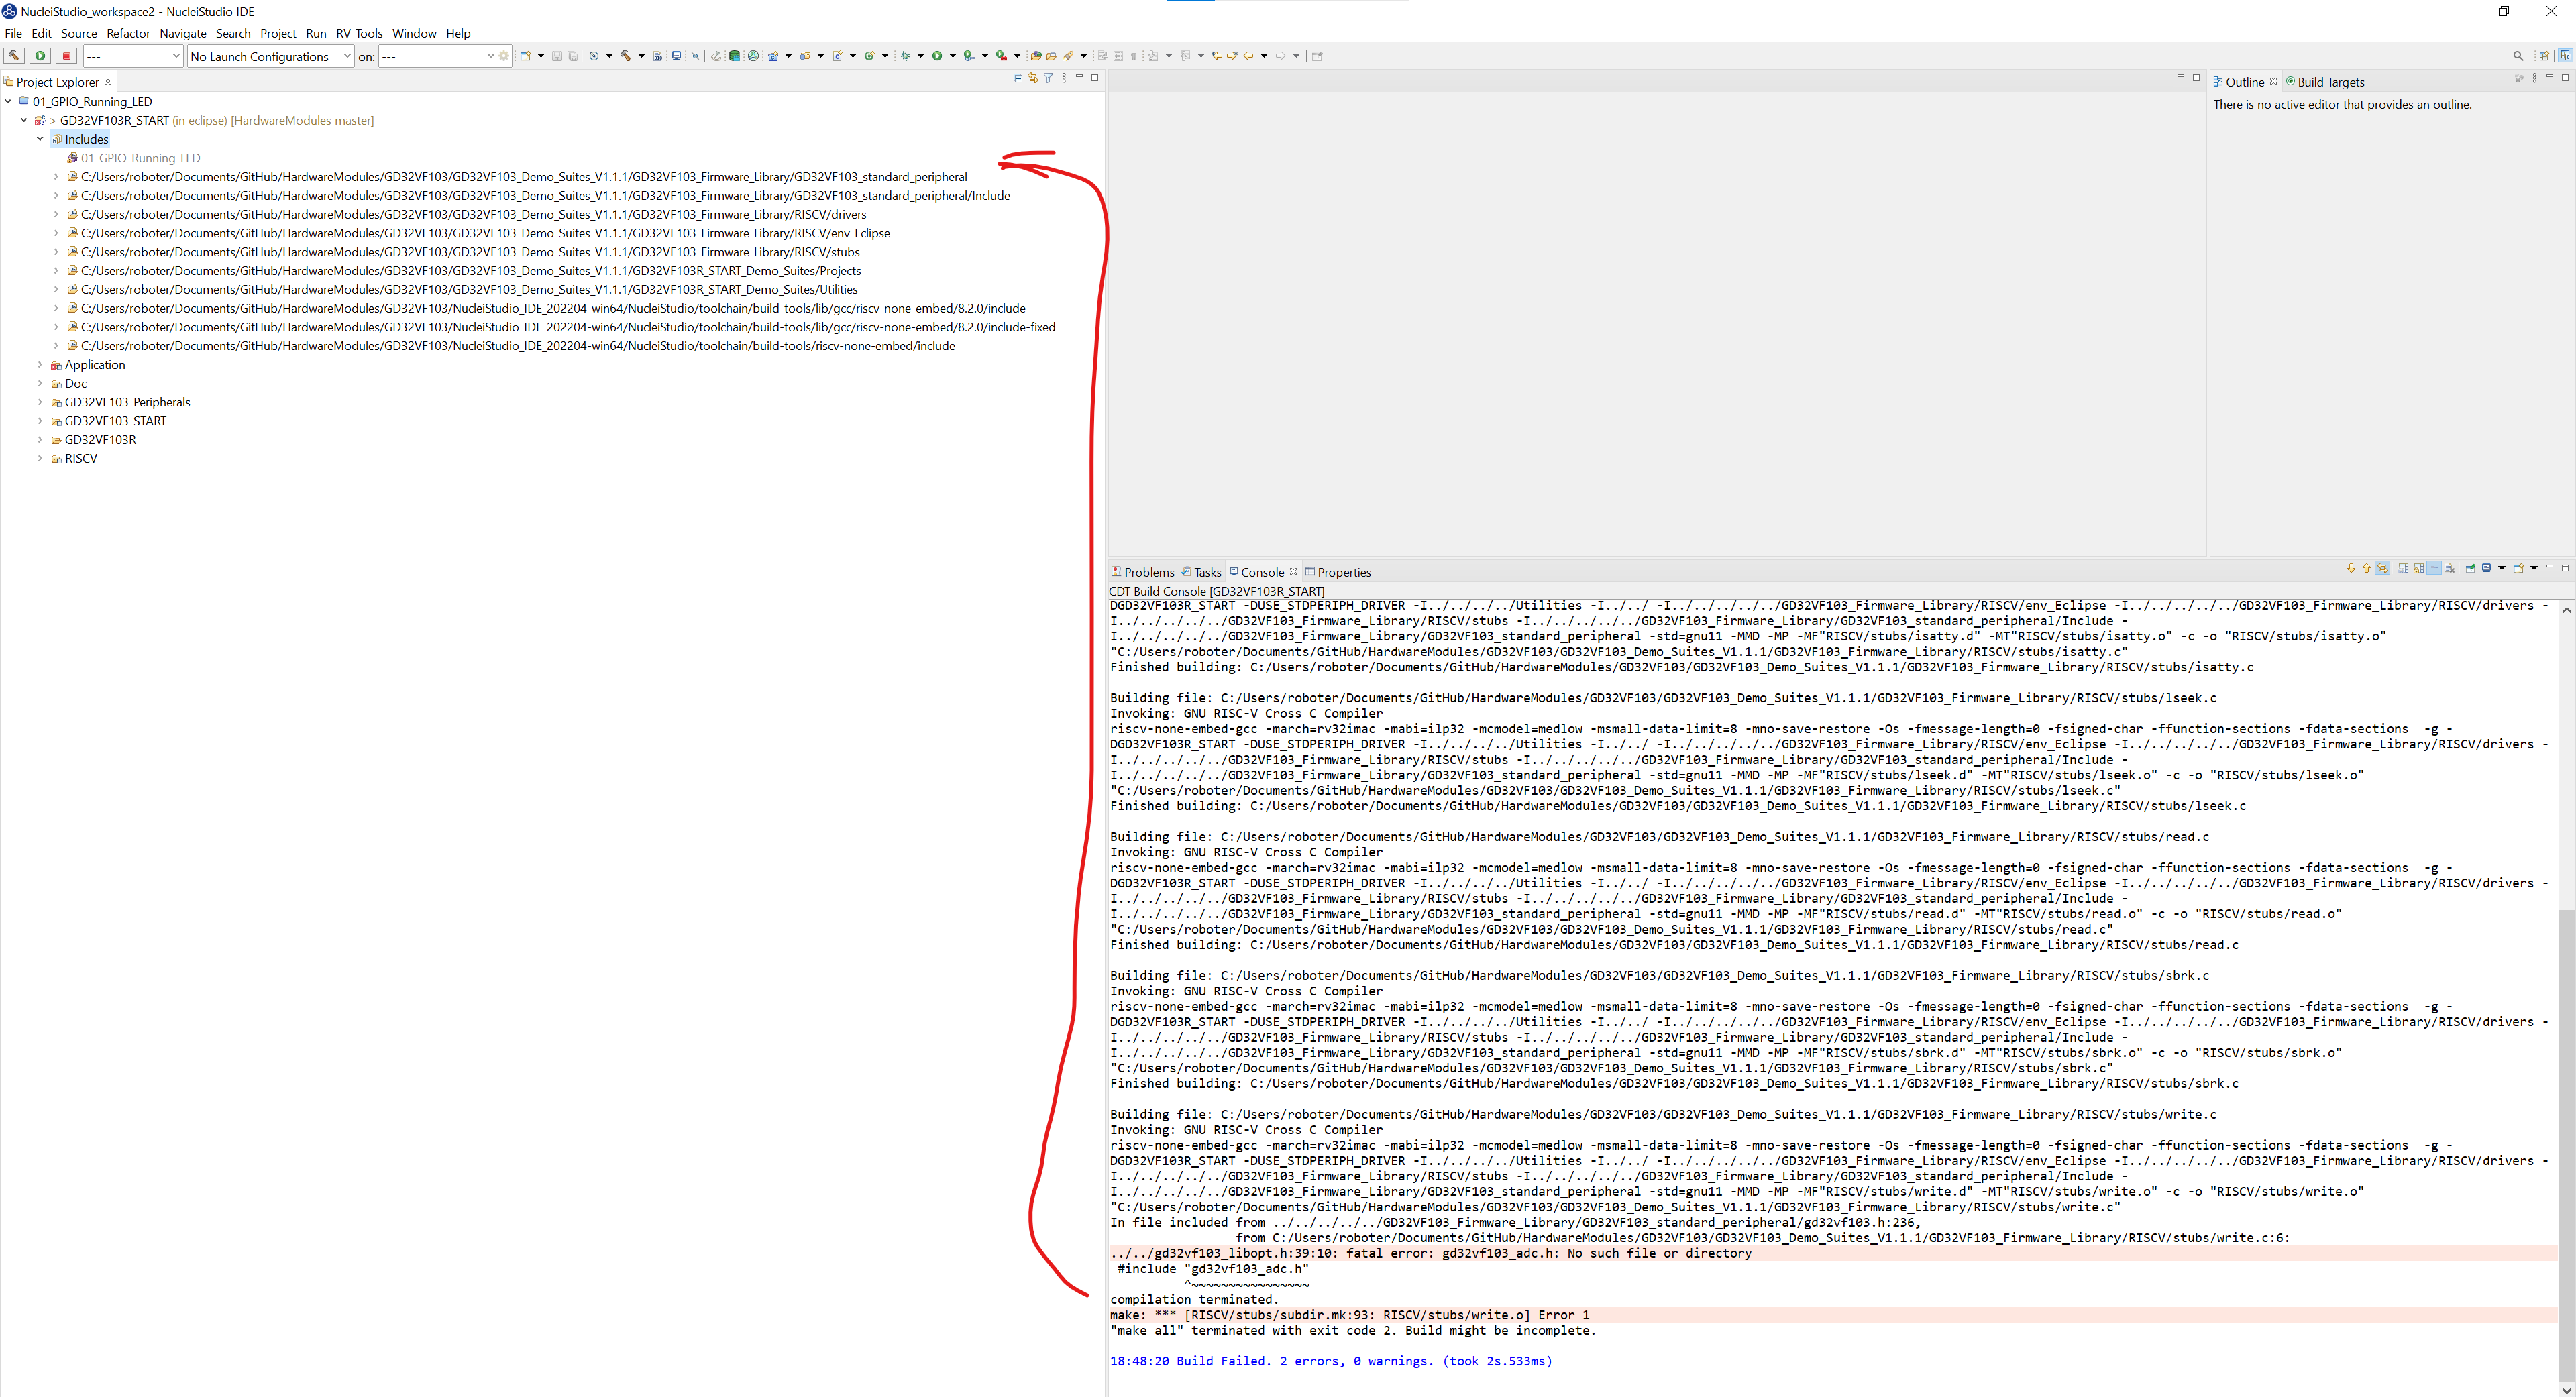 NucleiStudio_workspace2 - NucleiStudio IDE
File Edit Source Refactor Navigate Search Project Run RV-Tools Window Help
--- No Launch Configurations on: ---
Project Explorer
01_GPIO_Running_LED
> GD32VF103R_START (in eclipse) [HardwareModules master]
Includes
01_GPIO_Running_LED
C:/Users/roboter/Documents/GitHub/HardwareModules/GD32VF103/GD32VF103_Demo_Suites_V1.1.1/GD32VF103_Firmware_Library/GD32VF103_standard_peripheral
C:/Users/roboter/Documents/GitHub/HardwareModules/GD32VF103/GD32VF103_Demo_Suites_V1.1.1/GD32VF103_Firmware_Library/GD32VF103_standard_peripheral/Include
C:/Users/roboter/Documents/GitHub/HardwareModules/GD32VF103/GD32VF103_Demo_Suites_V1.1.1/GD32VF103_Firmware_Library/RISCV/drivers
C:/Users/roboter/Documents/GitHub/HardwareModules/GD32VF103/GD32VF103_Demo_Suites_V1.1.1/GD32VF103_Firmware_Library/RISCV/env_Eclipse
C:/Users/roboter/Documents/GitHub/HardwareModules/GD32VF103/GD32VF103_Demo_Suites_V1.1.1/GD32VF103_Firmware_Library/RISCV/stubs
C:/Users/roboter/Documents/GitHub/HardwareModules/GD32VF103/GD32VF103_Demo_Suites_V1.1.1/GD32VF103R_START_Demo_Suites/Projects
C:/Users/roboter/Documents/GitHub/HardwareModules/GD32VF103/GD32VF103_Demo_Suites_V1.1.1/GD32VF103R_START_Demo_Suites/Utilities
C:/Users/roboter/Documents/GitHub/HardwareModules/GD32VF103/NucleiStudio_IDE_202204-win64/NucleiStudio/toolchain/build-tools/lib/gcc/riscv-none-embed/8.2.0/include
C:/Users/roboter/Documents/GitHub/HardwareModules/GD32VF103/NucleiStudio_IDE_202204-win64/NucleiStudio/toolchain/build-tools/lib/gcc/riscv-none-embed/8.2.0/include-fixed
C:/Users/roboter/Documents/GitHub/HardwareModules/GD32VF103/NucleiStudio_IDE_202204-win64/NucleiStudio/toolchain/build-tools/riscv-none-embed/include
Application
Doc
GD32VF103_Peripherals
GD32VF103_START
GD32VF103R
RISCV
Outline Build Targets
There is no active editor that provides an outline.
Problems Tasks Console Properties
CDT Build Console [GD32VF103R_START]
DGD32VF103R_START -DUSE_STDPERIPH_DRIVER -I../../../../Utilities -I../../ -I../../../../../GD32VF103_Firmware_Library/RISCV/env_Eclipse -I../../../../../GD32VF103_Firmware_Library/RISCV/drivers -
I../../../../../GD32VF103_Firmware_Library/RISCV/stubs -I../../../../../GD32VF103_Firmware_Library/GD32VF103_standard_peripheral/Include -
I../../../../../GD32VF103_Firmware_Library/GD32VF103_standard_peripheral -std=gnu11 -MMD -MP -MF"RISCV/stubs/isatty.d" -MT"RISCV/stubs/isatty.o" -c -o "RISCV/stubs/isatty.o"
"C:/Users/roboter/Documents/GitHub/HardwareModules/GD32VF103/GD32VF103_Demo_Suites_V1.1.1/GD32VF103_Firmware_Library/RISCV/stubs/isatty.c"
Finished building: C:/Users/roboter/Documents/GitHub/HardwareModules/GD32VF103/GD32VF103_Demo_Suites_V1.1.1/GD32VF103_Firmware_Library/RISCV/stubs/isatty.c
Building file: C:/Users/roboter/Documents/GitHub/HardwareModules/GD32VF103/GD32VF103_Demo_Suites_V1.1.1/GD32VF103_Firmware_Library/RISCV/stubs/lseek.c
Invoking: GNU RISC-V Cross C Compiler
riscv-none-embed-gcc -march=rv32imac -mabi=ilp32 -mcmodel=medlow -msmall-data-limit=8 -mno-save-restore -Os -fmessage-length=0 -fsigned-char -ffunction-sections -fdata-sections  -g -
DGD32VF103R_START -DUSE_STDPERIPH_DRIVER -I../../../../Utilities -I../../ -I../../../../../GD32VF103_Firmware_Library/RISCV/env_Eclipse -I../../../../../GD32VF103_Firmware_Library/RISCV/drivers -
I../../../../../GD32VF103_Firmware_Library/RISCV/stubs -I../../../../../GD32VF103_Firmware_Library/GD32VF103_standard_peripheral/Include -
I../../../../../GD32VF103_Firmware_Library/GD32VF103_standard_peripheral -std=gnu11 -MMD -MP -MF"RISCV/stubs/lseek.d" -MT"RISCV/stubs/lseek.o" -c -o "RISCV/stubs/lseek.o"
"C:/Users/roboter/Documents/GitHub/HardwareModules/GD32VF103/GD32VF103_Demo_Suites_V1.1.1/GD32VF103_Firmware_Library/RISCV/stubs/lseek.c"
Finished building: C:/Users/roboter/Documents/GitHub/HardwareModules/GD32VF103/GD32VF103_Demo_Suites_V1.1.1/GD32VF103_Firmware_Library/RISCV/stubs/lseek.c
Building file: C:/Users/roboter/Documents/GitHub/HardwareModules/GD32VF103/GD32VF103_Demo_Suites_V1.1.1/GD32VF103_Firmware_Library/RISCV/stubs/read.c
Invoking: GNU RISC-V Cross C Compiler
riscv-none-embed-gcc -march=rv32imac -mabi=ilp32 -mcmodel=medlow -msmall-data-limit=8 -mno-save-restore -Os -fmessage-length=0 -fsigned-char -ffunction-sections -fdata-sections  -g -
DGD32VF103R_START -DUSE_STDPERIPH_DRIVER -I../../../../Utilities -I../../ -I../../../../../GD32VF103_Firmware_Library/RISCV/env_Eclipse -I../../../../../GD32VF103_Firmware_Library/RISCV/drivers -
I../../../../../GD32VF103_Firmware_Library/RISCV/stubs -I../../../../../GD32VF103_Firmware_Library/GD32VF103_standard_peripheral/Include -
I../../../../../GD32VF103_Firmware_Library/GD32VF103_standard_peripheral -std=gnu11 -MMD -MP -MF"RISCV/stubs/read.d" -MT"RISCV/stubs/read.o" -c -o "RISCV/stubs/read.o"
"C:/Users/roboter/Documents/GitHub/HardwareModules/GD32VF103/GD32VF103_Demo_Suites_V1.1.1/GD32VF103_Firmware_Library/RISCV/stubs/read.c"
Finished building: C:/Users/roboter/Documents/GitHub/HardwareModules/GD32VF103/GD32VF103_Demo_Suites_V1.1.1/GD32VF103_Firmware_Library/RISCV/stubs/read.c
Building file: C:/Users/roboter/Documents/GitHub/HardwareModules/GD32VF103/GD32VF103_Demo_Suites_V1.1.1/GD32VF103_Firmware_Library/RISCV/stubs/sbrk.c
Invoking: GNU RISC-V Cross C Compiler
riscv-none-embed-gcc -march=rv32imac -mabi=ilp32 -mcmodel=medlow -msmall-data-limit=8 -mno-save-restore -Os -fmessage-length=0 -fsigned-char -ffunction-sections -fdata-sections  -g -
DGD32VF103R_START -DUSE_STDPERIPH_DRIVER -I../../../../Utilities -I../../ -I../../../../../GD32VF103_Firmware_Library/RISCV/env_Eclipse -I../../../../../GD32VF103_Firmware_Library/RISCV/drivers -
I../../../../../GD32VF103_Firmware_Library/RISCV/stubs -I../../../../../GD32VF103_Firmware_Library/GD32VF103_standard_peripheral/Include -
I../../../../../GD32VF103_Firmware_Library/GD32VF103_standard_peripheral -std=gnu11 -MMD -MP -MF"RISCV/stubs/sbrk.d" -MT"RISCV/stubs/sbrk.o" -c -o "RISCV/stubs/sbrk.o"
"C:/Users/roboter/Documents/GitHub/HardwareModules/GD32VF103/GD32VF103_Demo_Suites_V1.1.1/GD32VF103_Firmware_Library/RISCV/stubs/sbrk.c"
Finished building: C:/Users/roboter/Documents/GitHub/HardwareModules/GD32VF103/GD32VF103_Demo_Suites_V1.1.1/GD32VF103_Firmware_Library/RISCV/stubs/sbrk.c
Building file: C:/Users/roboter/Documents/GitHub/HardwareModules/GD32VF103/GD32VF103_Demo_Suites_V1.1.1/GD32VF103_Firmware_Library/RISCV/stubs/write.c
Invoking: GNU RISC-V Cross C Compiler
riscv-none-embed-gcc -march=rv32imac -mabi=ilp32 -mcmodel=medlow -msmall-data-limit=8 -mno-save-restore -Os -fmessage-length=0 -fsigned-char -ffunction-sections -fdata-sections  -g -
DGD32VF103R_START -DUSE_STDPERIPH_DRIVER -I../../../../Utilities -I../../ -I../../../../../GD32VF103_Firmware_Library/RISCV/env_Eclipse -I../../../../../GD32VF103_Firmware_Library/RISCV/drivers -
I../../../../../GD32VF103_Firmware_Library/RISCV/stubs -I../../../../../GD32VF103_Firmware_Library/GD32VF103_standard_peripheral/Include -
I../../../../../GD32VF103_Firmware_Library/GD32VF103_standard_peripheral -std=gnu11 -MMD -MP -MF"RISCV/stubs/write.d" -MT"RISCV/stubs/write.o" -c -o "RISCV/stubs/write.o"
"C:/Users/roboter/Documents/GitHub/HardwareModules/GD32VF103/GD32VF103_Demo_Suites_V1.1.1/GD32VF103_Firmware_Library/RISCV/stubs/write.c"
In file included from ../../../../../GD32VF103_Firmware_Library/GD32VF103_standard_peripheral/gd32vf103.h:236,
from C:/Users/roboter/Documents/GitHub/HardwareModules/GD32VF103/GD32VF103_Demo_Suites_V1.1.1/GD32VF103_Firmware_Library/RISCV/stubs/write.c:6:
../../gd32vf103_libopt.h:39:10: fatal error: gd32vf103_adc.h: No such file or directory
#include "gd32vf103_adc.h"
^~~~~~~~~~~~~~~~~
compilation terminated.
make: *** [RISCV/stubs/subdir.mk:93: RISCV/stubs/write.o] Error 1
"make all" terminated with exit code 2. Build might be incomplete.
18:48:20 Build Failed. 2 errors, 0 warnings. (took 2s.533ms)